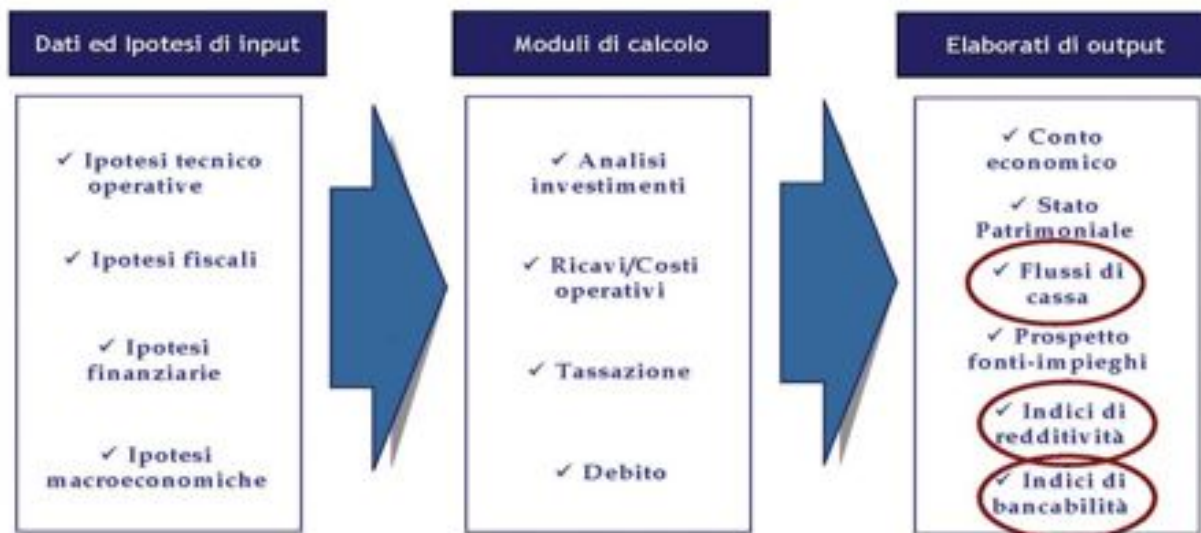 Dati ed Ipotesi di input
✓ Ipotesi tecnico
operative
✓ Ipotesi fiscali
✓ Ipotesi
finanziarie
✓ Ipotesi
macroeconomiche
Moduli di calcolo
✓ Analisi
investimenti
✓ Ricavi/Costi
operativi
✓ Tassazione
✓ Debito
Elaborati di output
✓ Conto
economico
✓ Stato
Patrimoniale
✓ Flussi di
cassa
✓ Prospetto
fonti-impieghi
✓ Indici di
redditività
✓ Indici di
bancabilità